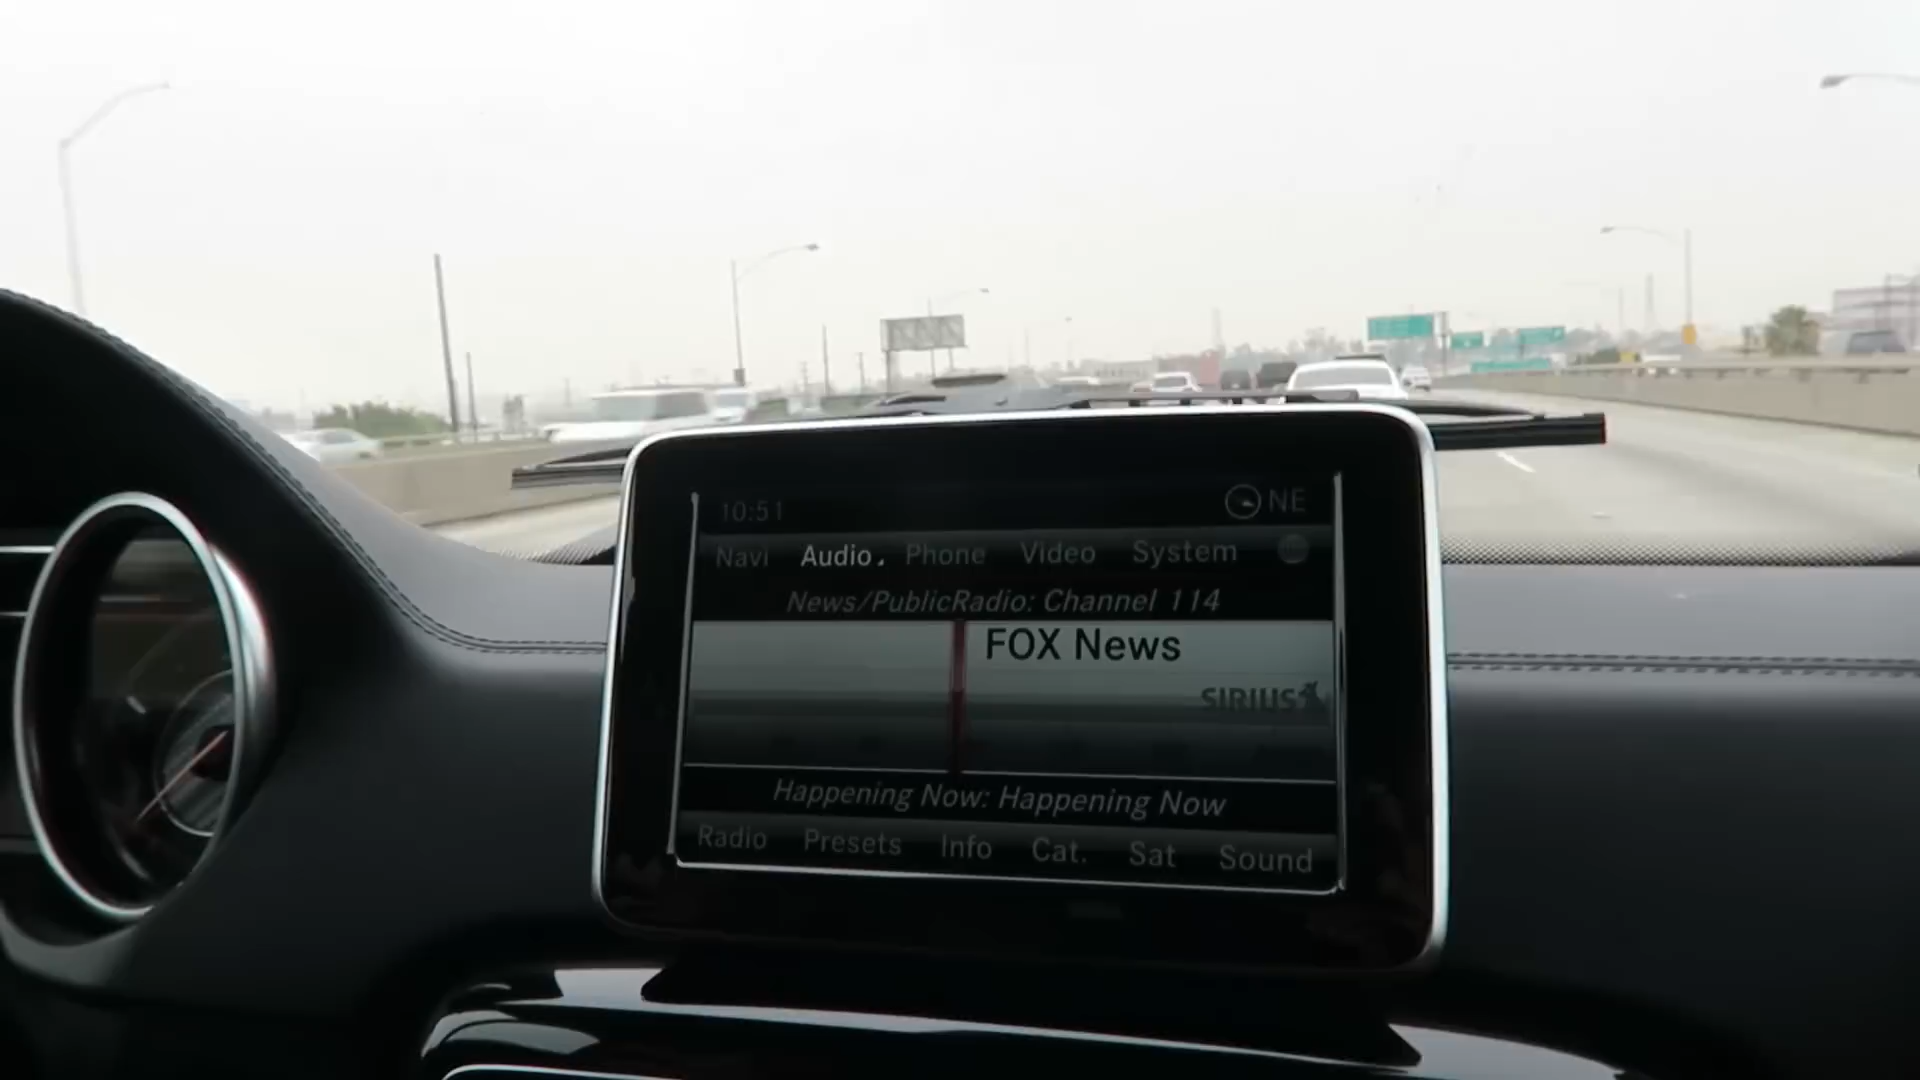 10:51 NE
Navi Audio Phone Video System
News/PublicRadio: Channel 114
FOX News
SIRIUS
Happening Now: Happening Now
Radio Presets Info Cat. Sat Sound